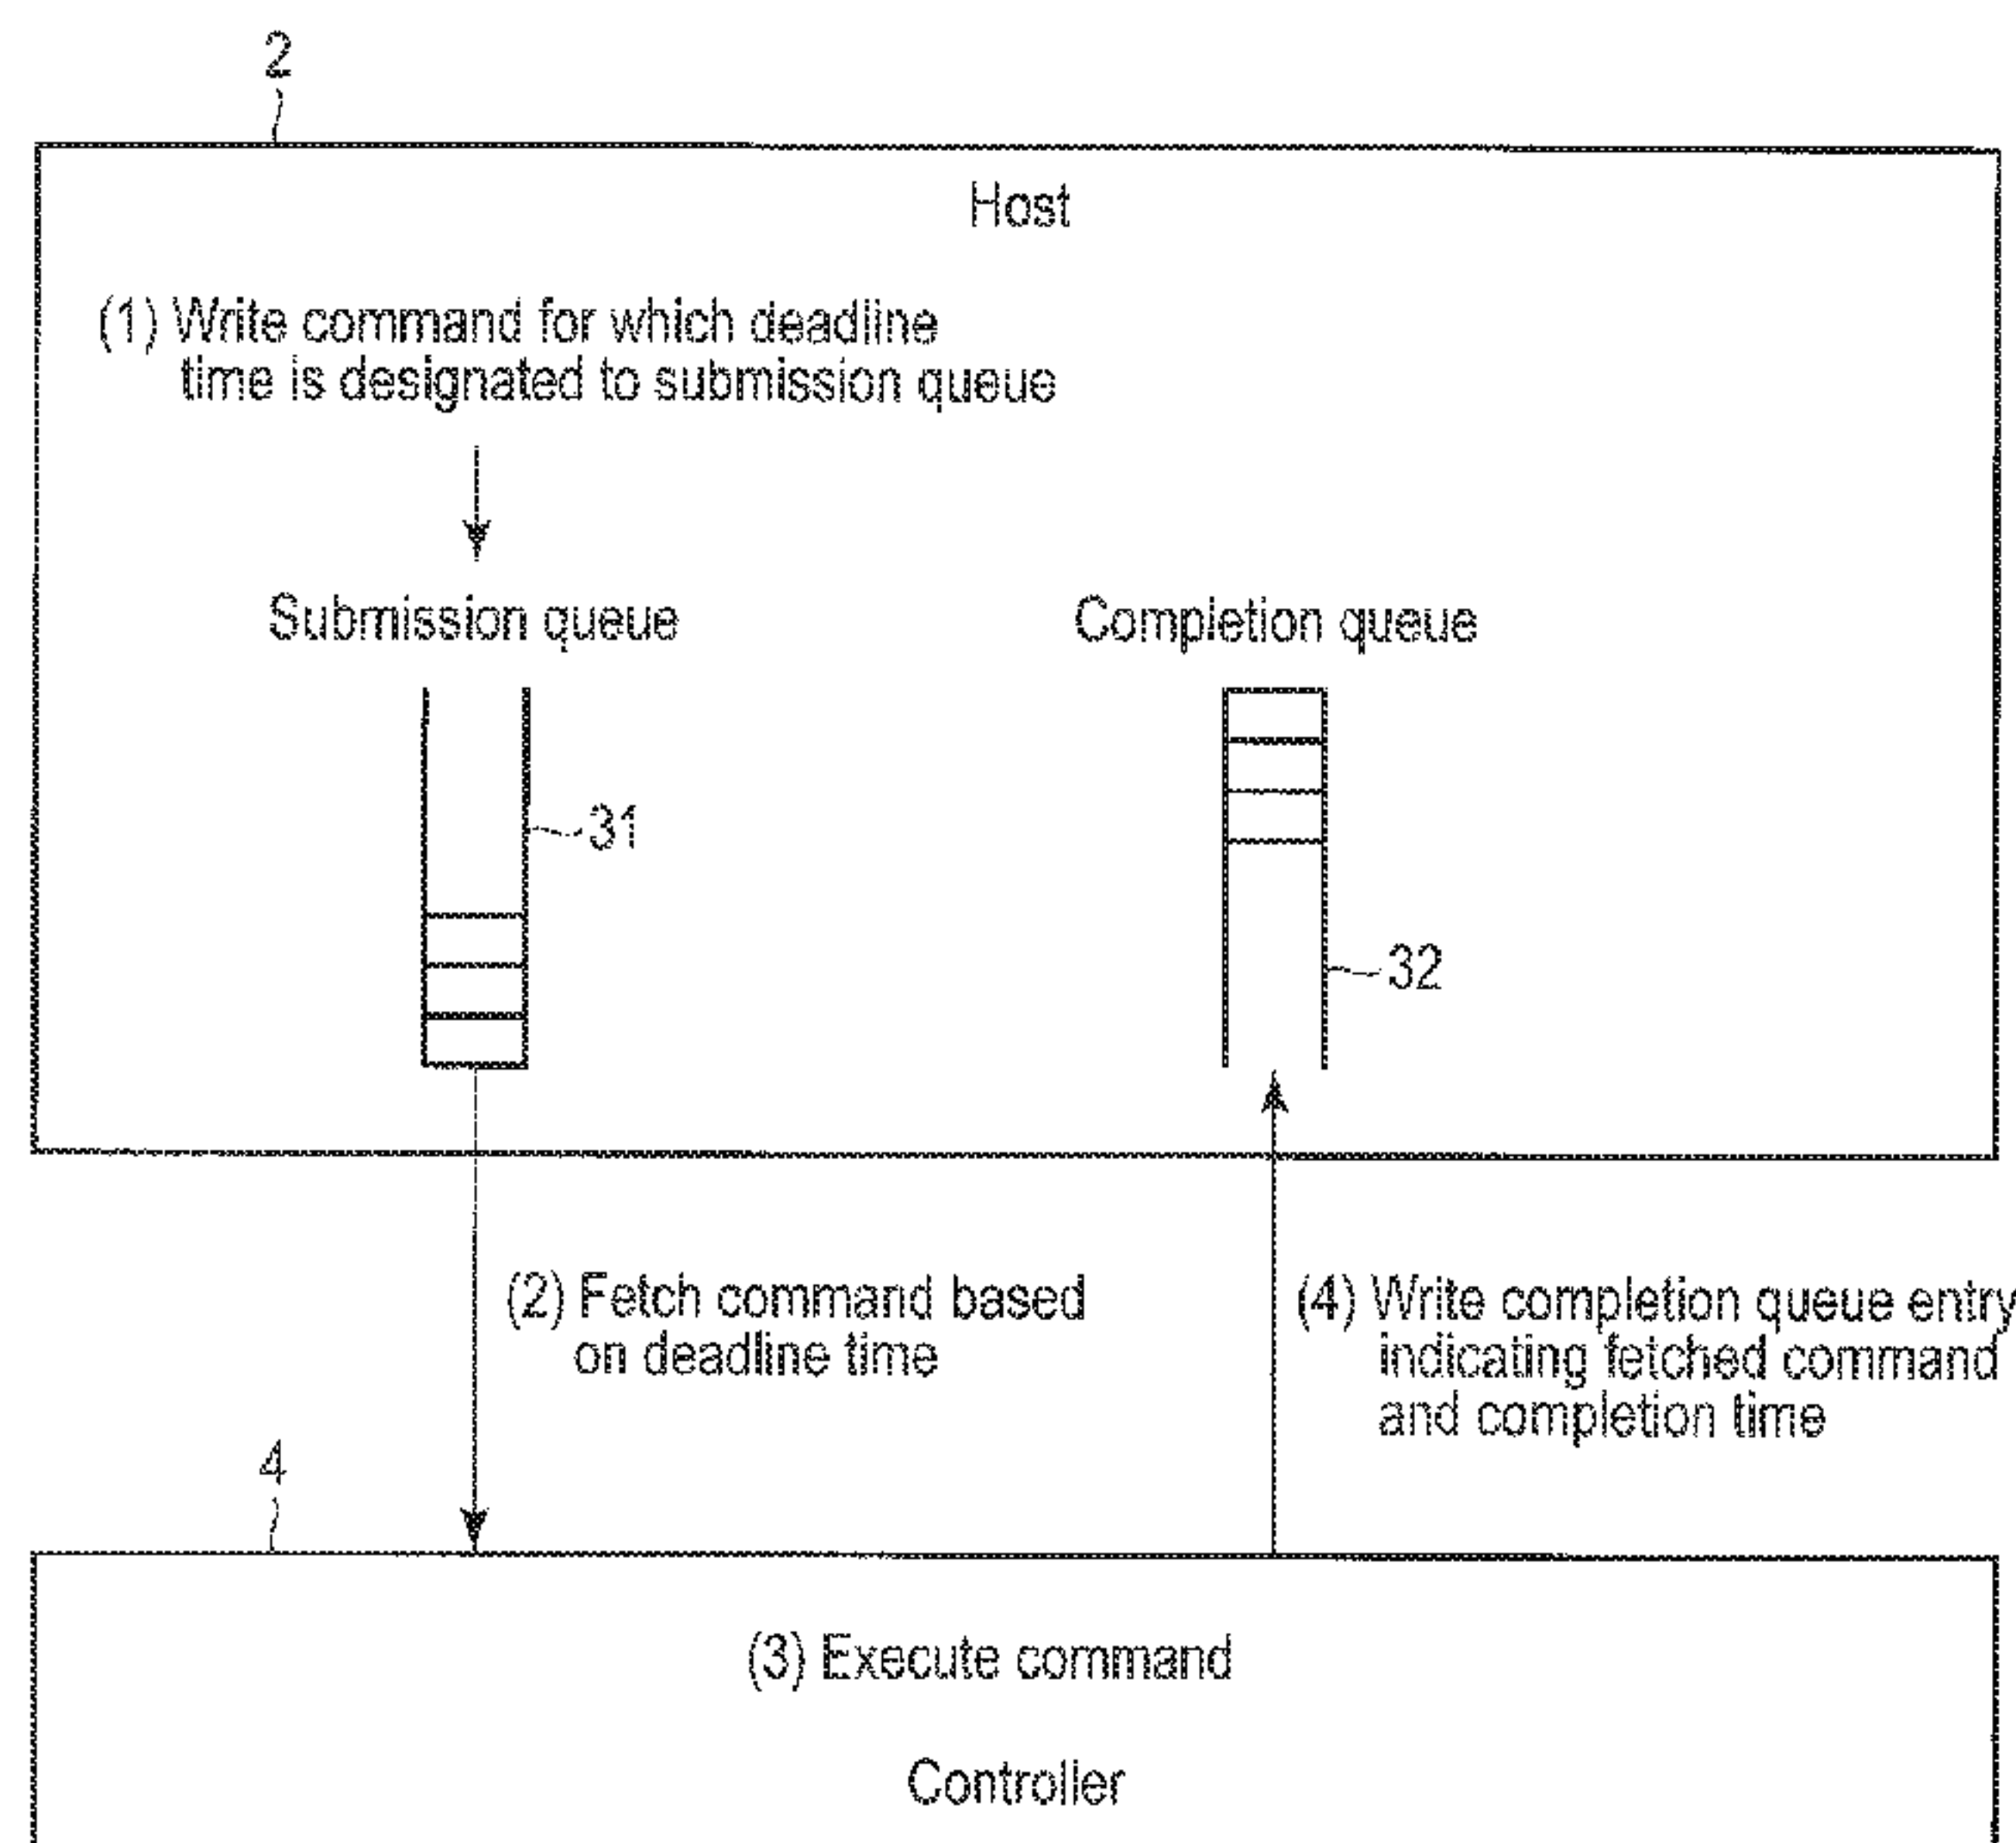 2
Host
(1) Write command for which deadline
time is designated to submission queue
Submission queue
Completion queue
31
32
(2) Fetch command based
on deadline time
(4) Write completion queue entry
indicating fetched command
and completion time
4
(3) Execute command
Controller